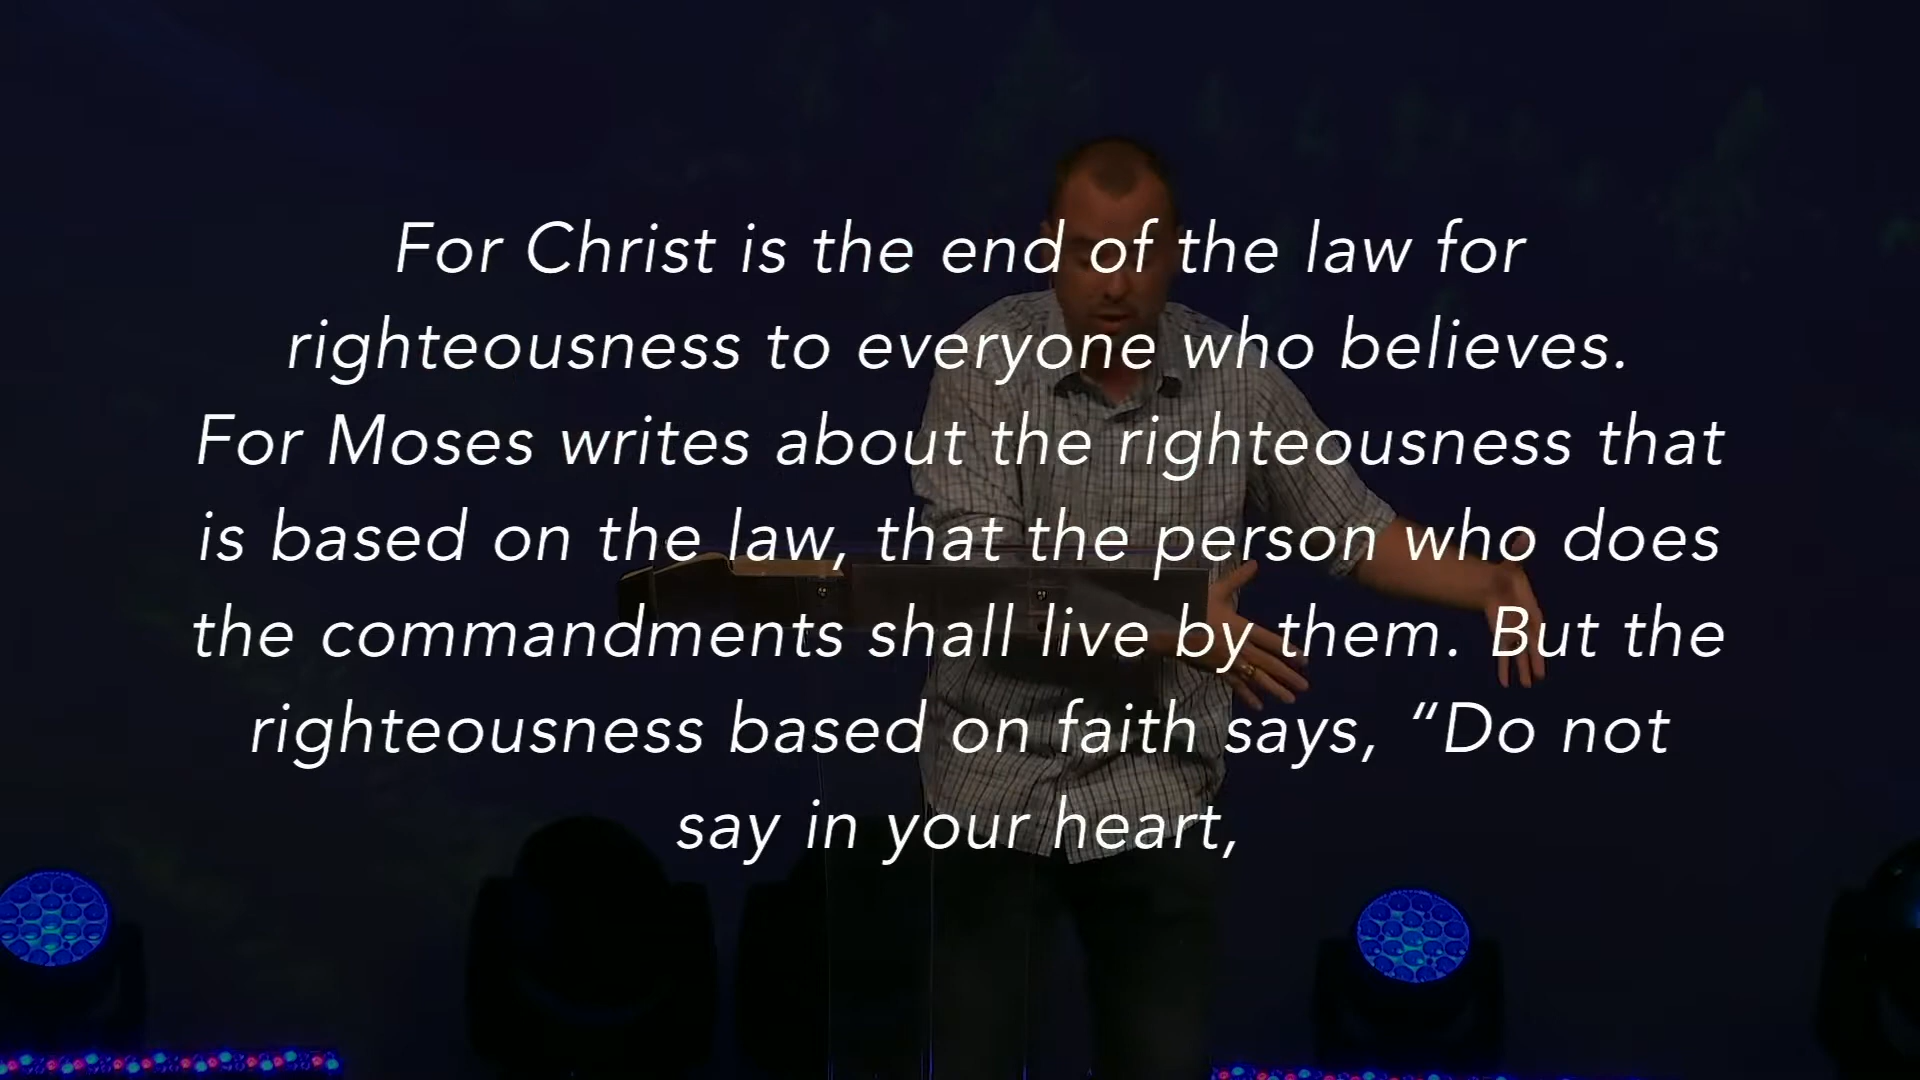 For Christ is the end of the law for
righteousness to everyone who believes.
For Moses writes about the righteousness that
is based on the law, that the person who does
the commandments shall live by them. But the
righteousness based on faith says, “Do not
say in your heart,